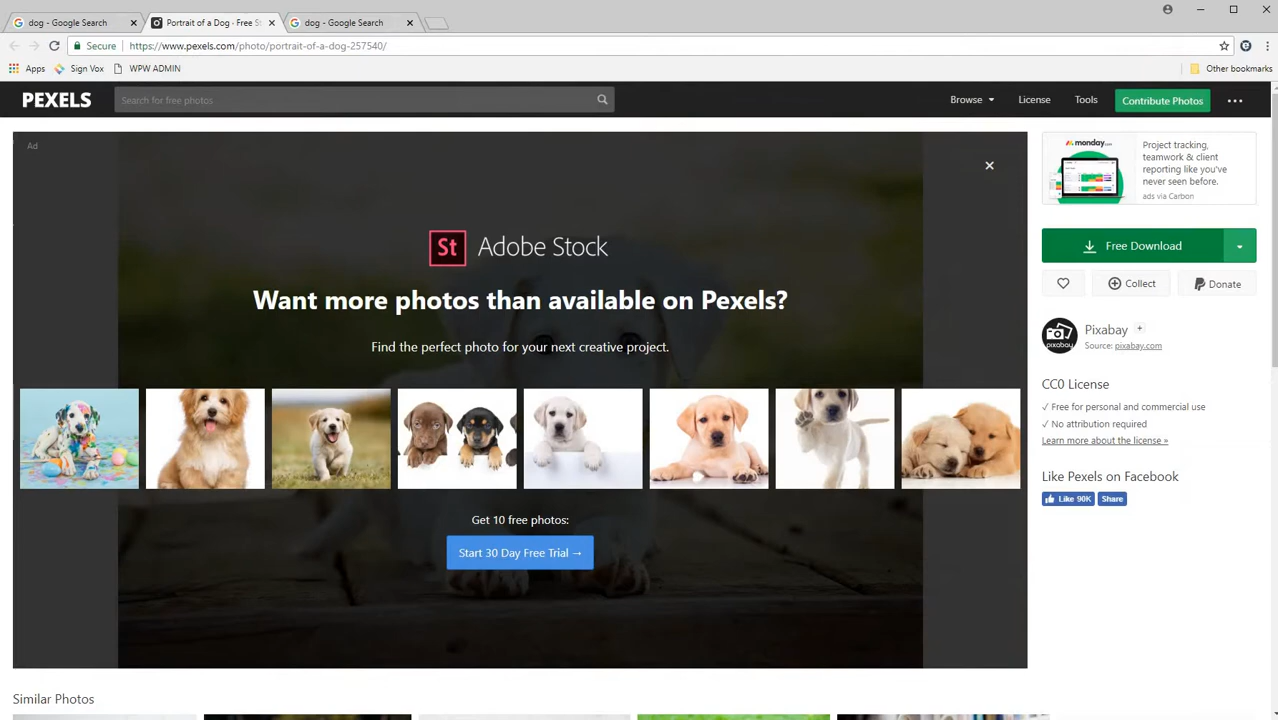 dog - Google Search
Portrait of a Dog · Free S
dog - Google Search
Secure
https://www.pexels.com/photo/portrait-of-a-dog-257540/
Apps
Sign Vox
WPW ADMIN
Other bookmarks
PEXELS
Search for free photos
Browse
License
Tools
Contribute Photos
Ad
St Adobe Stock
Want more photos than available on Pexels?
Find the perfect photo for your next creative project.
Get 10 free photos:
Start 30 Day Free Trial →
monday.com
Project tracking,
teamwork & client
reporting like you've
never seen before.
ads via Carbon
Free Download
Collect
Donate
pixabay
Pixabay +
Source: pixabay.com
CC0 License
✓ Free for personal and commercial use
✓ No attribution required
Learn more about the license »
Like Pexels on Facebook
Like 90K
Share
Similar Photos